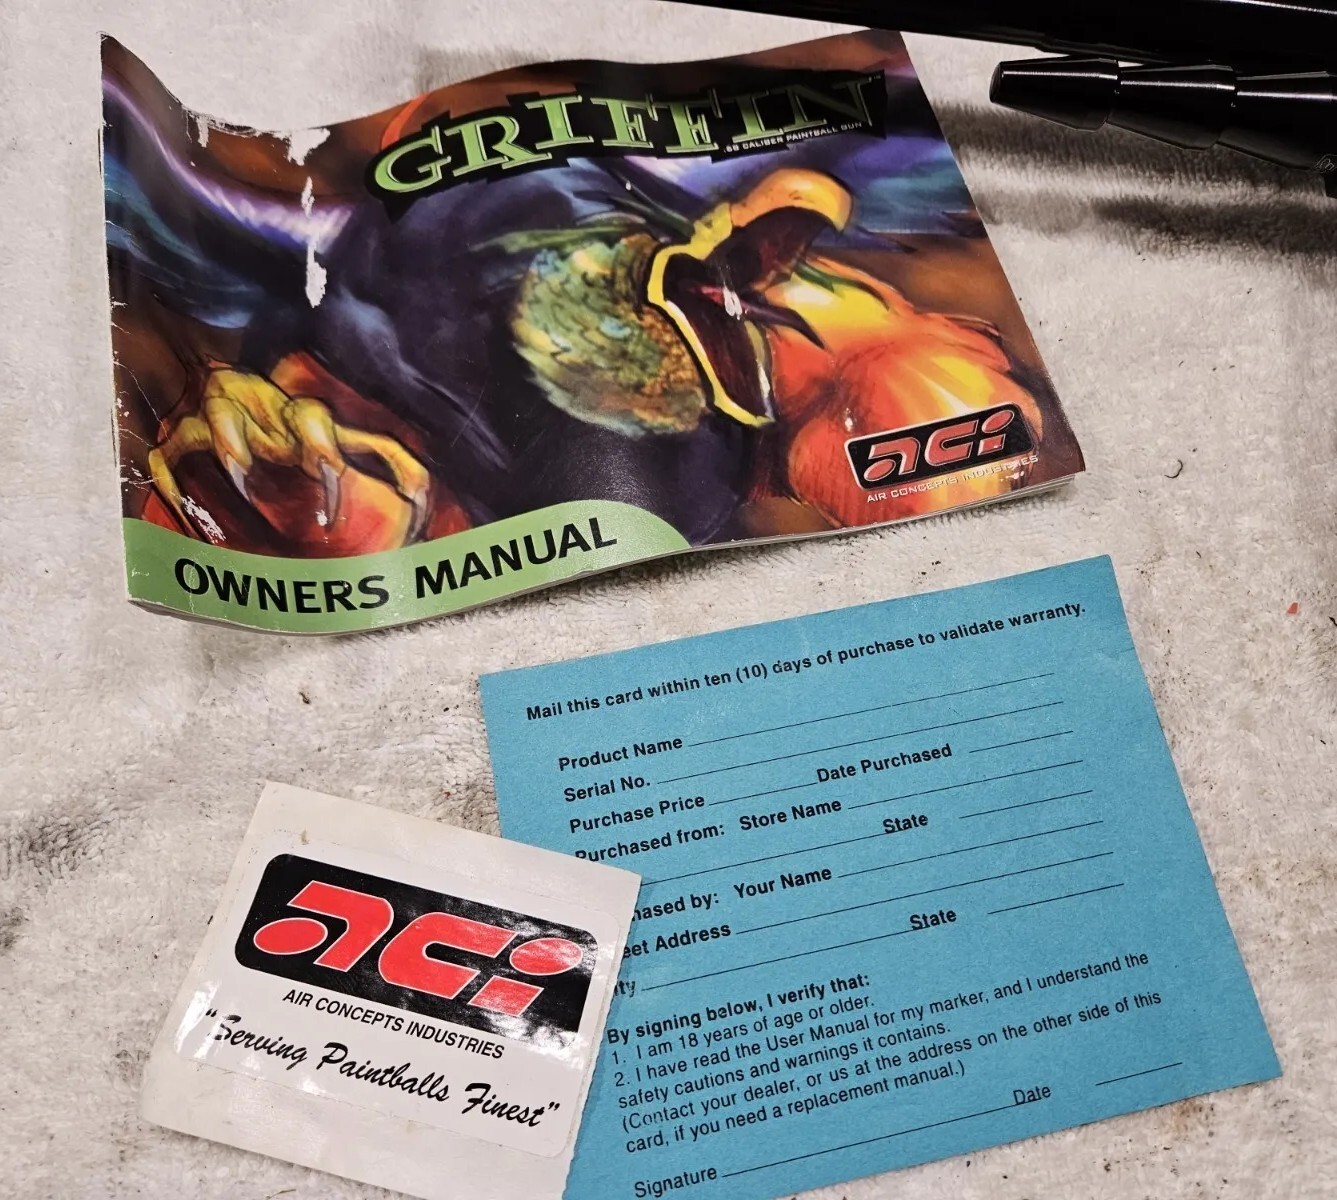 GRIFFIN
.68 CALIBER PAINTBALL GUN
aci
AIR CONCEPTS INDUSTRIES
OWNERS MANUAL
Mail this card within ten (10) days of purchase to validate warranty.
Product Name
Serial No.
Purchase Price Date Purchased
Purchased from: Store Name
State
hased by: Your Name
eet Address
ty State
By signing below, I verify that:
1. I am 18 years of age or older.
2. I have read the User Manual for my marker, and I understand the
safety cautions and warnings it contains.
(Contact your dealer, or us at the address on the other side of this
card, if you need a replacement manual.)
Signature Date
aci
AIR CONCEPTS INDUSTRIES
"Serving Paintballs Finest"